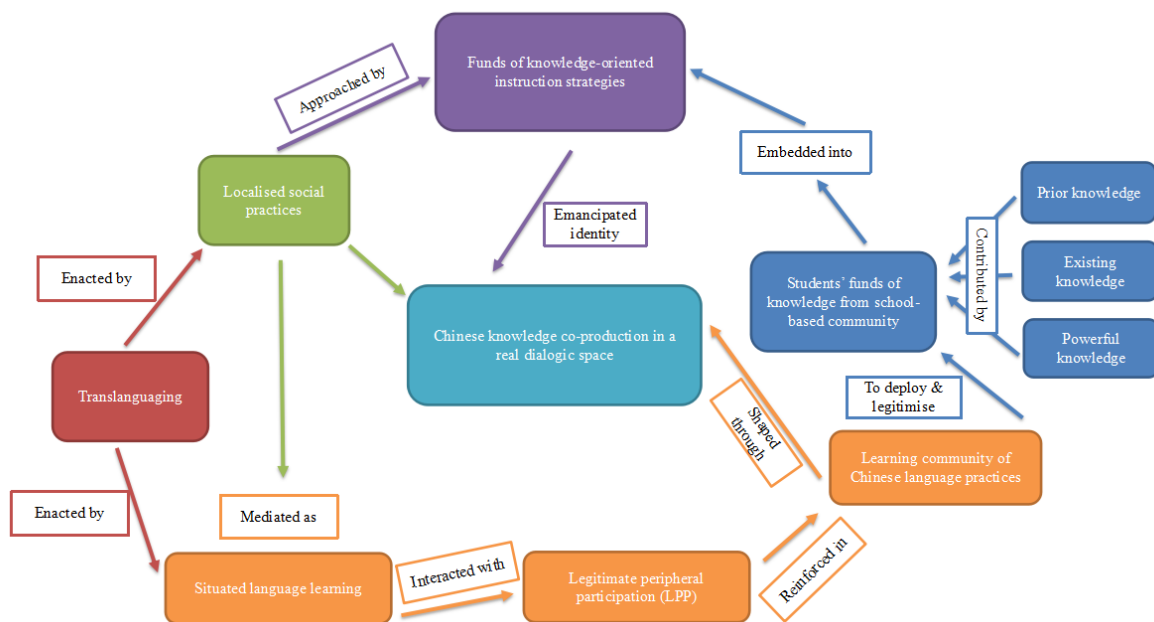 Funds of knowledge-oriented
instruction strategies
Approached by
Embedded into
Localised social
practices
Prior knowledge
Emancipated
identity
Contributed by
Enacted by
Existing
knowledge
Students’ funds of
knowledge from school-
based community
Chinese knowledge co-production in a
real dialogic space
Powerful
knowledge
Translanguaging
To deploy &
legitimise
Shaped
through
Learning community of
Chinese language practices
Enacted by
Mediated as
Situated language learning
Interacted with
Legitimate peripheral
participation (LPP)
Reinforced in